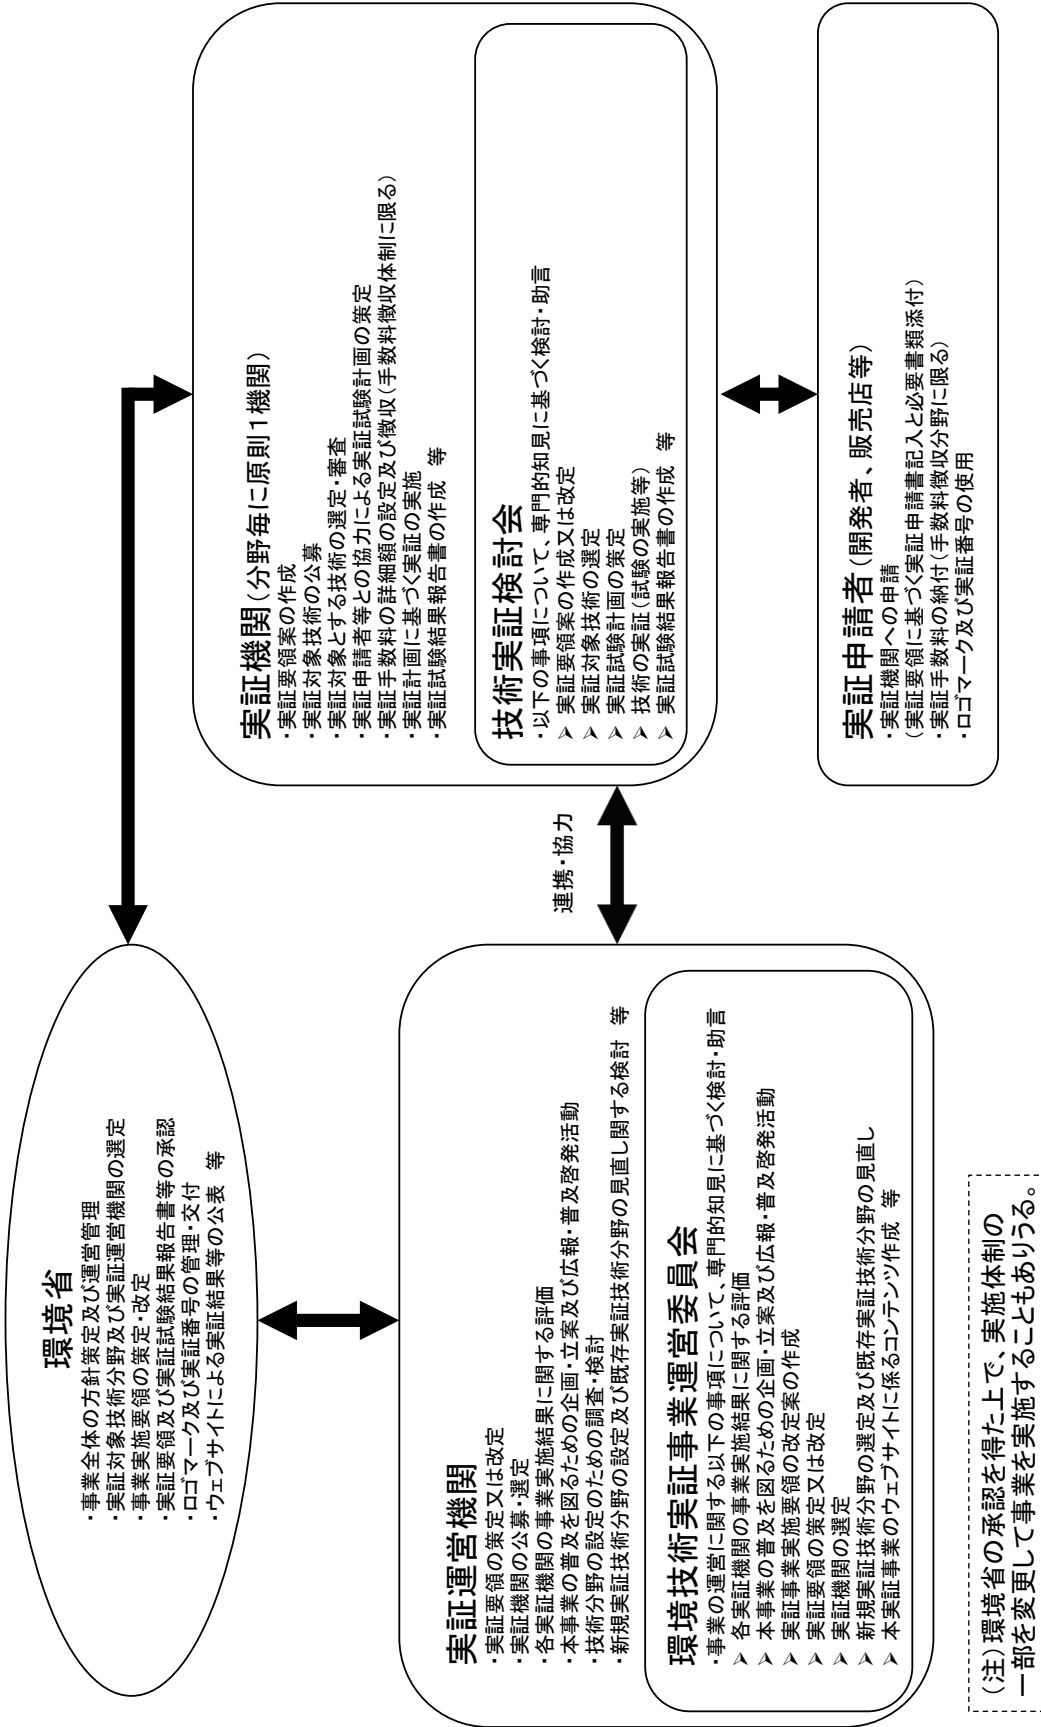 環境省
・事業全体の方針策定及び運営管理
・実証対象技術分野及び実証運営機関の選定
・事業実施要領の策定・改定
・実証要領及び実証試験結果報告書等の承認
・ロゴマーク及び実証番号の管理・交付
・ウェブサイトによる実証結果等の公表 等
実証運営機関
・実証要領の策定又は改定
・実証機関の公募・選定
・各実証機関の事業実施結果に関する評価
・本事業の普及を図るための企画・立案及び広報・普及啓発活動
・技術分野の設定のための調査・検討
・新規実証技術分野の設定及び既存実証技術分野の見直し関する検討 等
環境技術実証事業運営委員会
・事業の運営に関する以下の事項について、専門的知見に基づく検討・助言
➢ 各実証機関の事業実施結果に関する評価
➢ 本事業の普及を図るための企画・立案及び広報・普及啓発活動
➢ 実証事業実施要領の改定案の作成
➢ 実証要領の策定又は改定
➢ 実証機関の選定
➢ 新規実証技術分野の選定及び既存実証技術分野の見直し
➢ 本実証事業のウェブサイトに係るコンテンツ作成 等
連携・協力
実証機関(分野毎に原則1機関)
・実証要領案の作成
・実証対象技術の公募
・実証対象とする技術の選定・審査
・実証申請者等との協力による実証試験計画の策定
・実証手数料の詳細額の設定及び徴収(手数料徴収体制に限る)
・実証計画に基づく実証の実施
・実証試験結果報告書の作成 等
技術実証検討会
・以下の事項について、専門的知見に基づく検討・助言
➢ 実証要領案の作成又は改定
➢ 実証対象技術の選定
➢ 実証試験計画の策定
➢ 技術の実証(試験の実施等)
➢ 実証試験結果報告書の作成 等
実証申請者(開発者、販売店等)
・実証機関への申請
(実証要領に基づく実証申請書記入と必要書類添付)
・実証手数料の納付(手数料徴収分野に限る)
・ロゴマーク及び実証番号の使用
(注)環境省の承認を得た上で、実施体制の
一部を変更して事業を実施することもありうる。